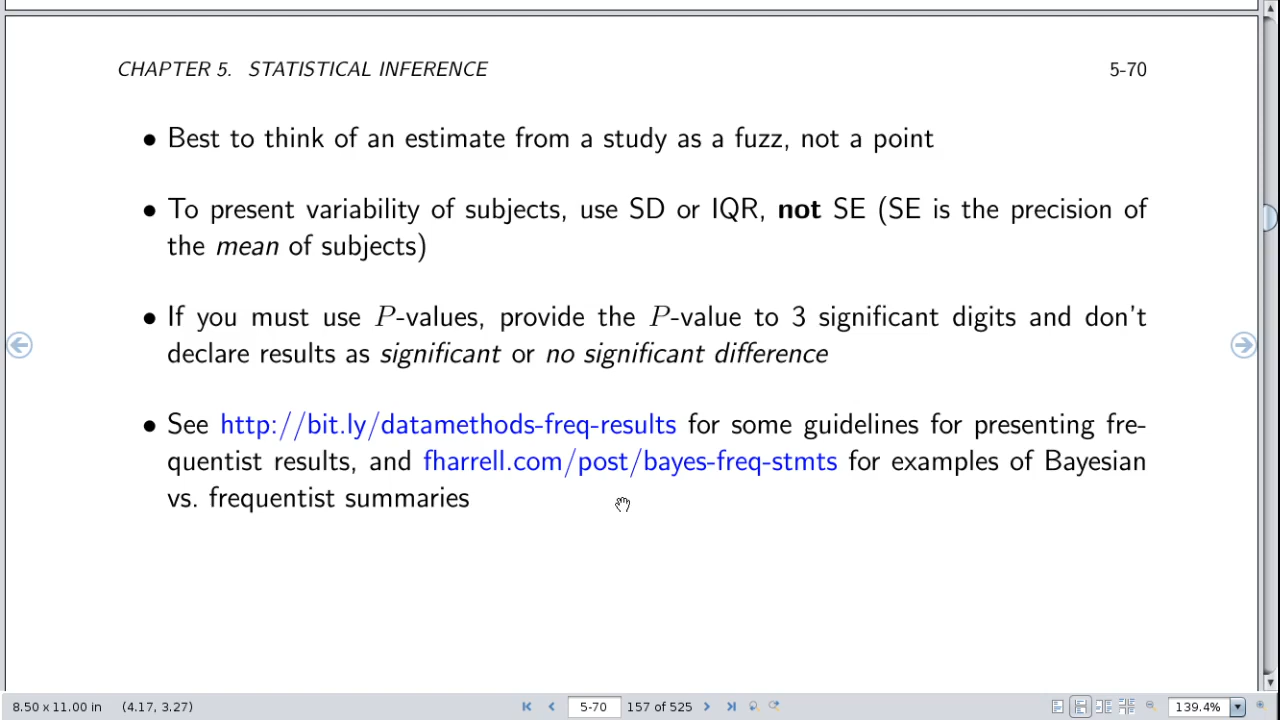 CHAPTER 5. STATISTICAL INFERENCE 5-70
• Best to think of an estimate from a study as a fuzz, not a point
• To present variability of subjects, use SD or IQR, not SE (SE is the precision of
the mean of subjects)
• If you must use P-values, provide the P-value to 3 significant digits and don't
declare results as significant or no significant difference
• See http://bit.ly/datamethods-freq-results for some guidelines for presenting fre-
quentist results, and fharrell.com/post/bayes-freq-stmts for examples of Bayesian
vs. frequentist summaries
8.50 x 11.00 in (4.17, 3.27) 5-70 157 of 525 139.4%